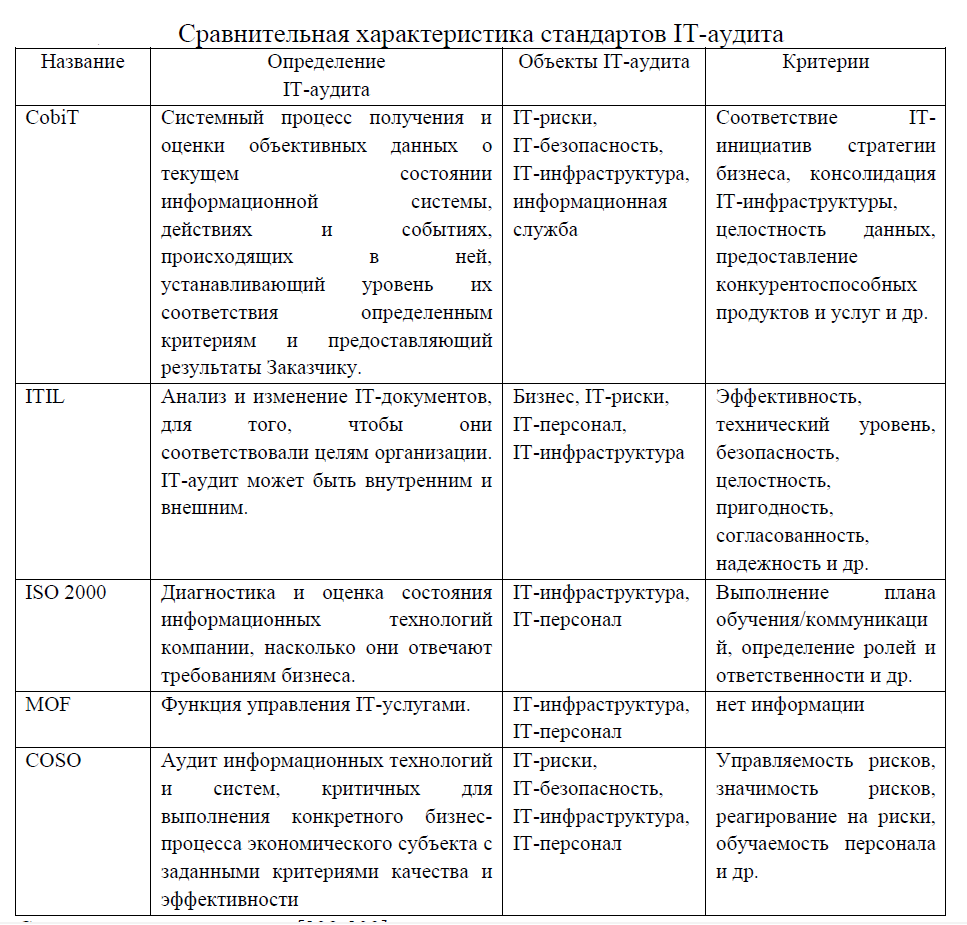 Сравнительная характеристика стандартов IT-аудита
Название
Определение
IT-аудита
Объекты IT-аудита
Критерии
CobiT
Системный процесс получения и
оценки объективных данных о
текущем состоянии
информационной системы,
действиях и событиях,
происходящих в ней,
устанавливающий уровень их
соответствия определенным
критериям и предоставляющий
результаты Заказчику.
IT-риски,
IT-безопасность,
IT-инфраструктура,
информационная
служба
Соответствие IT-
инициатив стратегии
бизнеса, консолидация
IT-инфраструктуры,
целостность данных,
предоставление
конкурентоспособных
продуктов и услуг и др.
ITIL
Анализ и изменение IT-документов,
для того, чтобы они
соответствовали целям организации.
IT-аудит может быть внутренним и
внешним.
Бизнес, IT-риски,
IT-персонал,
IT-инфраструктура
Эффективность,
технический уровень,
безопасность,
целостность,
пригодность,
согласованность,
надежность и др.
ISO 2000
Диагностика и оценка состояния
информационных технологий
компании, насколько они отвечают
требованиям бизнеса.
IT-инфраструктура,
IT-персонал
Выполнение плана
обучения/коммуникаци
й, определение ролей и
ответственности и др.
MOF
Функция управления IT-услугами.
IT-инфраструктура,
IT-персонал
нет информации
COSO
Аудит информационных технологий
и систем, критичных для
выполнения конкретного бизнес-
процесса экономического субъекта с
заданными критериями качества и
эффективности
IT-риски,
IT-безопасность,
IT-инфраструктура,
IT-персонал
Управляемость рисков,
значимость рисков,
реагирование на риски,
обучаемость персонала
и др.